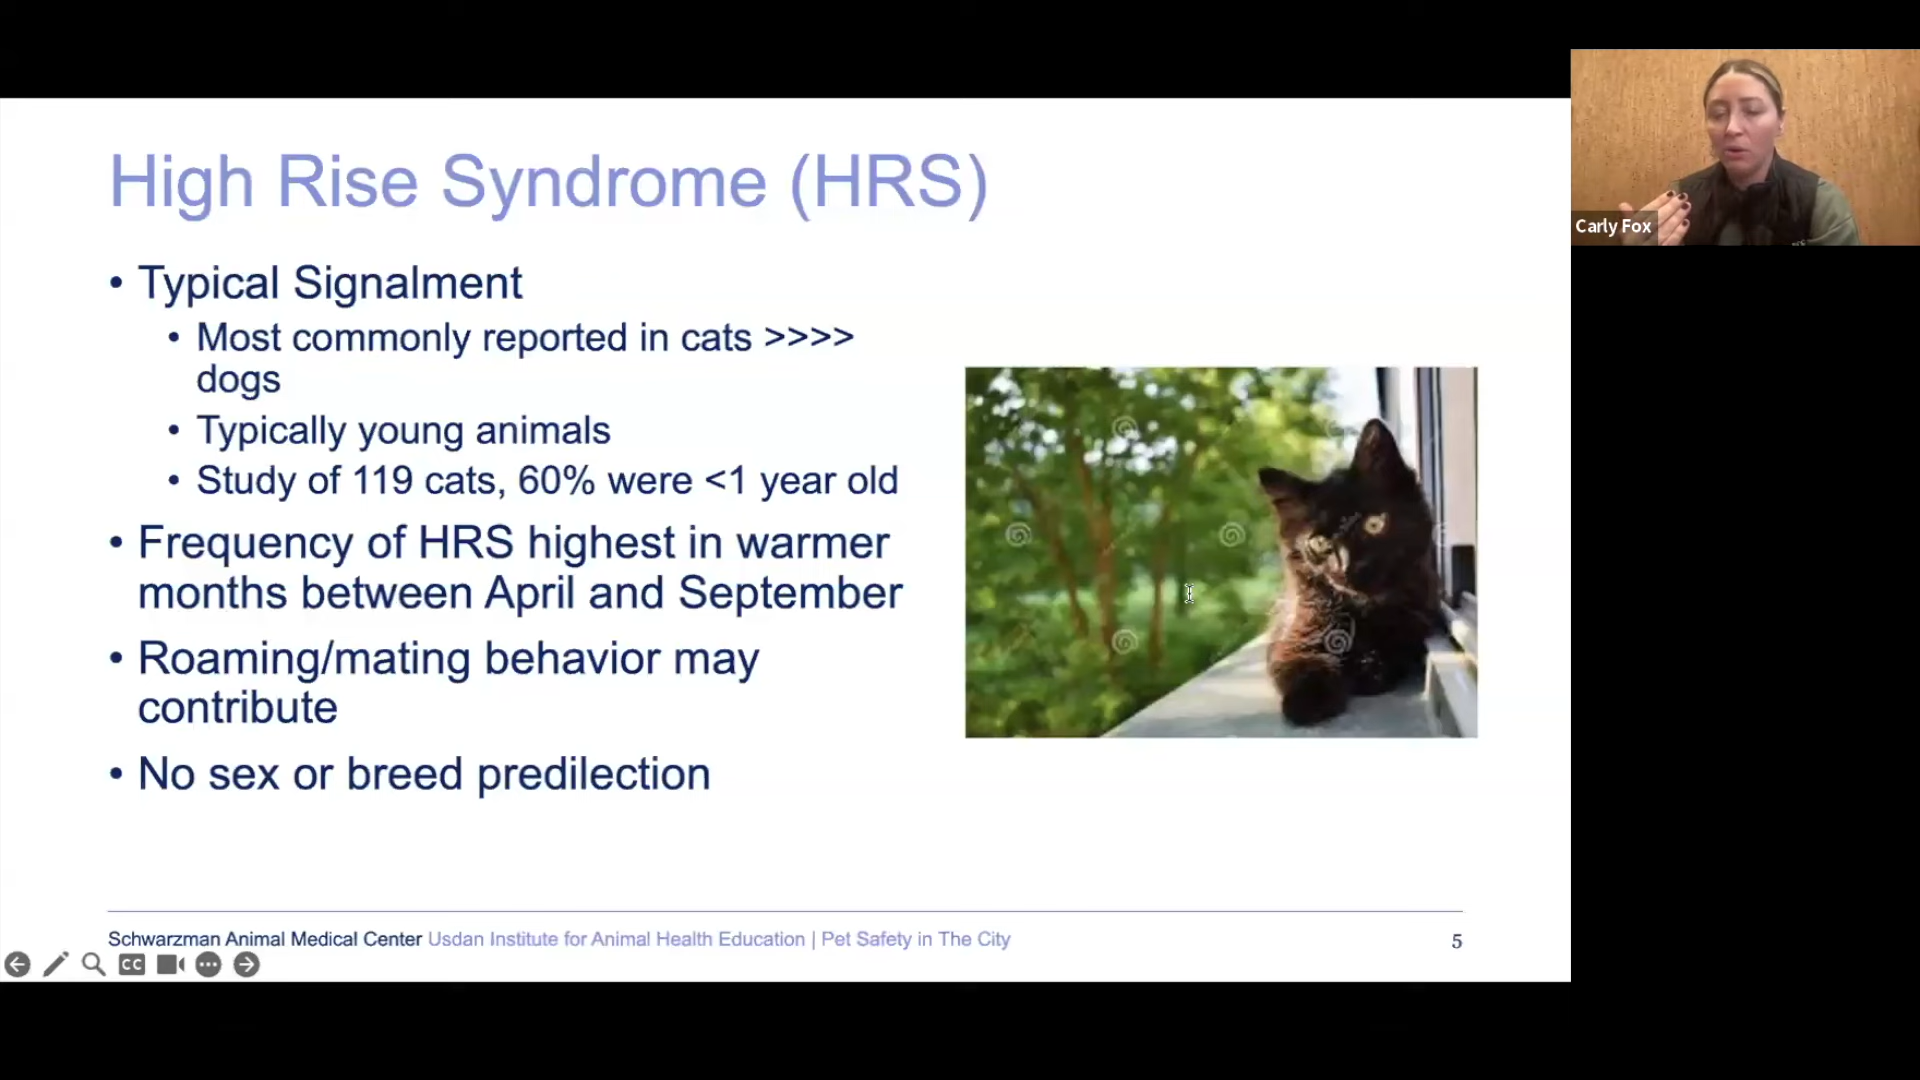 High Rise Syndrome (HRS)
• Typical Signalment
• Most commonly reported in cats >>>>
dogs
• Typically young animals
• Study of 119 cats, 60% were <1 year old
• Frequency of HRS highest in warmer
months between April and September
• Roaming/mating behavior may
contribute
• No sex or breed predilection
Schwarzman Animal Medical Center Usdan Institute for Animal Health Education | Pet Safety in The City
5
CC
Carly Fox